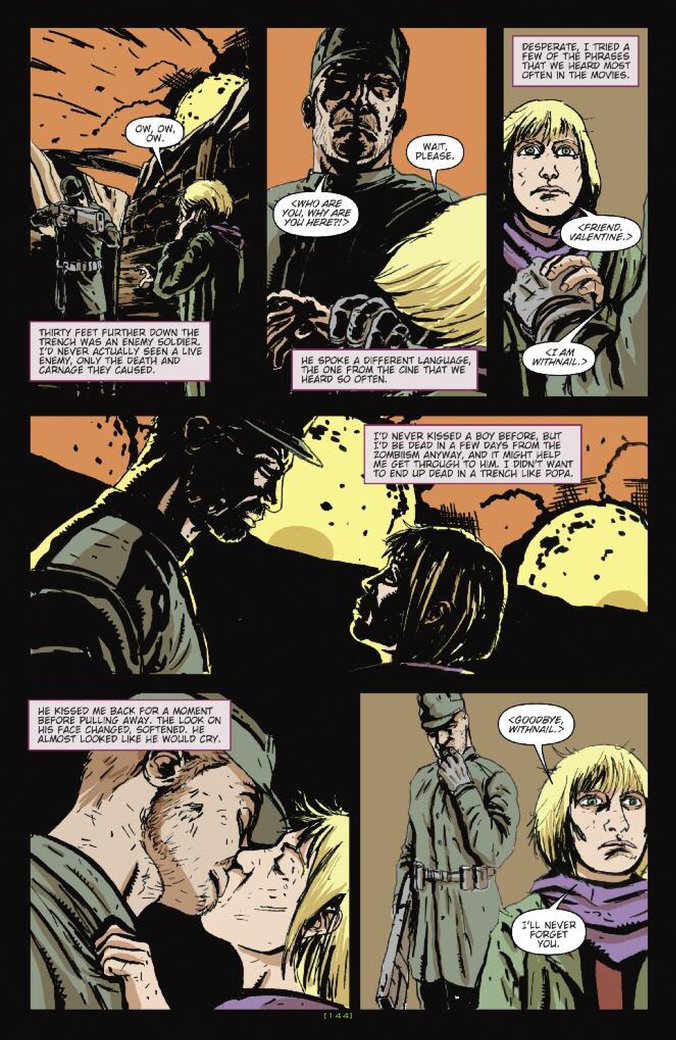 OW, OW,
OW.
THIRTY FEET FURTHER DOWN THE
TRENCH WAS AN ENEMY SOLDIER.
I'D NEVER ACTUALLY SEEN A LIVE
ENEMY, ONLY THE DEATH AND
CARNAGE THEY CAUSED.
WAIT,
PLEASE.
<WHO ARE
YOU, WHY ARE
YOU HERE?!>
HE SPOKE A DIFFERENT LANGUAGE,
THE ONE FROM THE CINE THAT WE
HEARD SO OFTEN.
DESPERATE, I TRIED A
FEW OF THE PHRASES
THAT WE HEARD MOST
OFTEN IN THE MOVIES.
<FRIEND.
VALENTINE.>
<I AM
WITHNAIL.>
I'D NEVER KISSED A BOY BEFORE, BUT
I'D BE DEAD IN A FEW DAYS FROM THE
ZOMBIISM ANYWAY, AND IT MIGHT HELP
ME GET THROUGH TO HIM. I DIDN'T WANT
TO END UP DEAD IN A TRENCH LIKE POPA.
HE KISSED ME BACK FOR A MOMENT
BEFORE PULLING AWAY. THE LOOK ON
HIS FACE CHANGED, SOFTENED. HE
ALMOST LOOKED LIKE HE WOULD CRY.
<GOODBYE,
WITHNAIL.>
I'LL NEVER
FORGET
YOU.
[144]